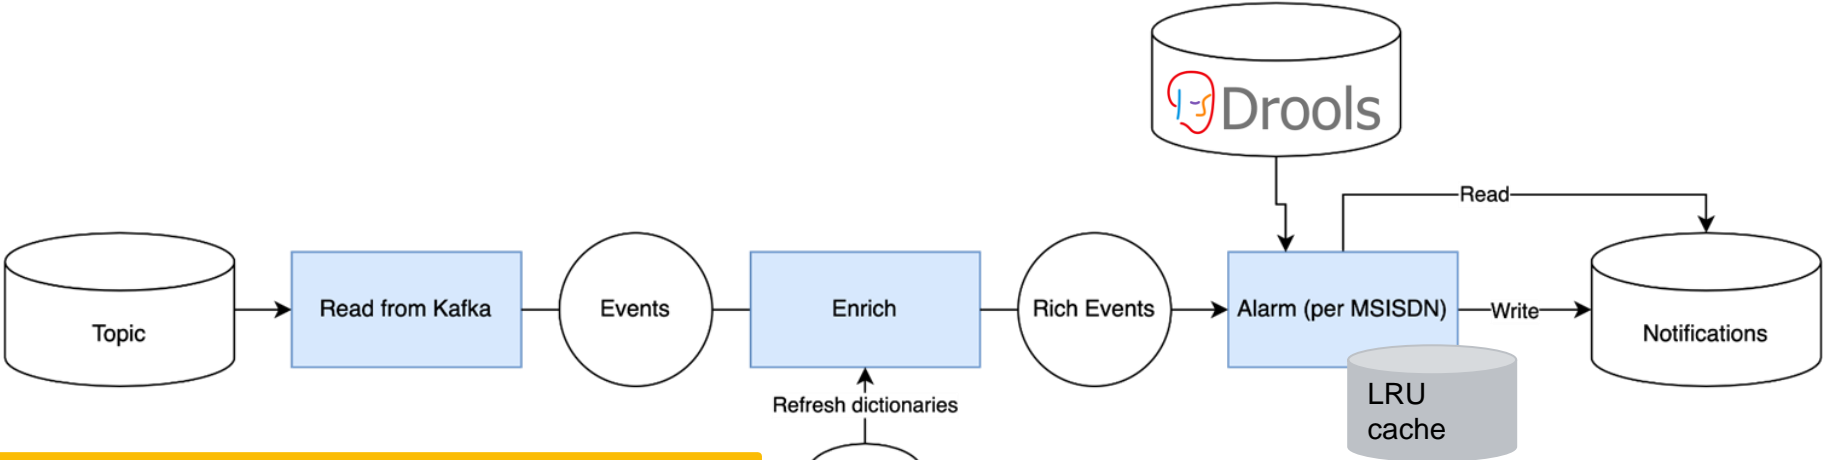 Drools
Read
Topic
Read from Kafka
Events
Enrich
Rich Events
Alarm (per MSISDN)
Write
Notifications
Refresh dictionaries
LRU
cache